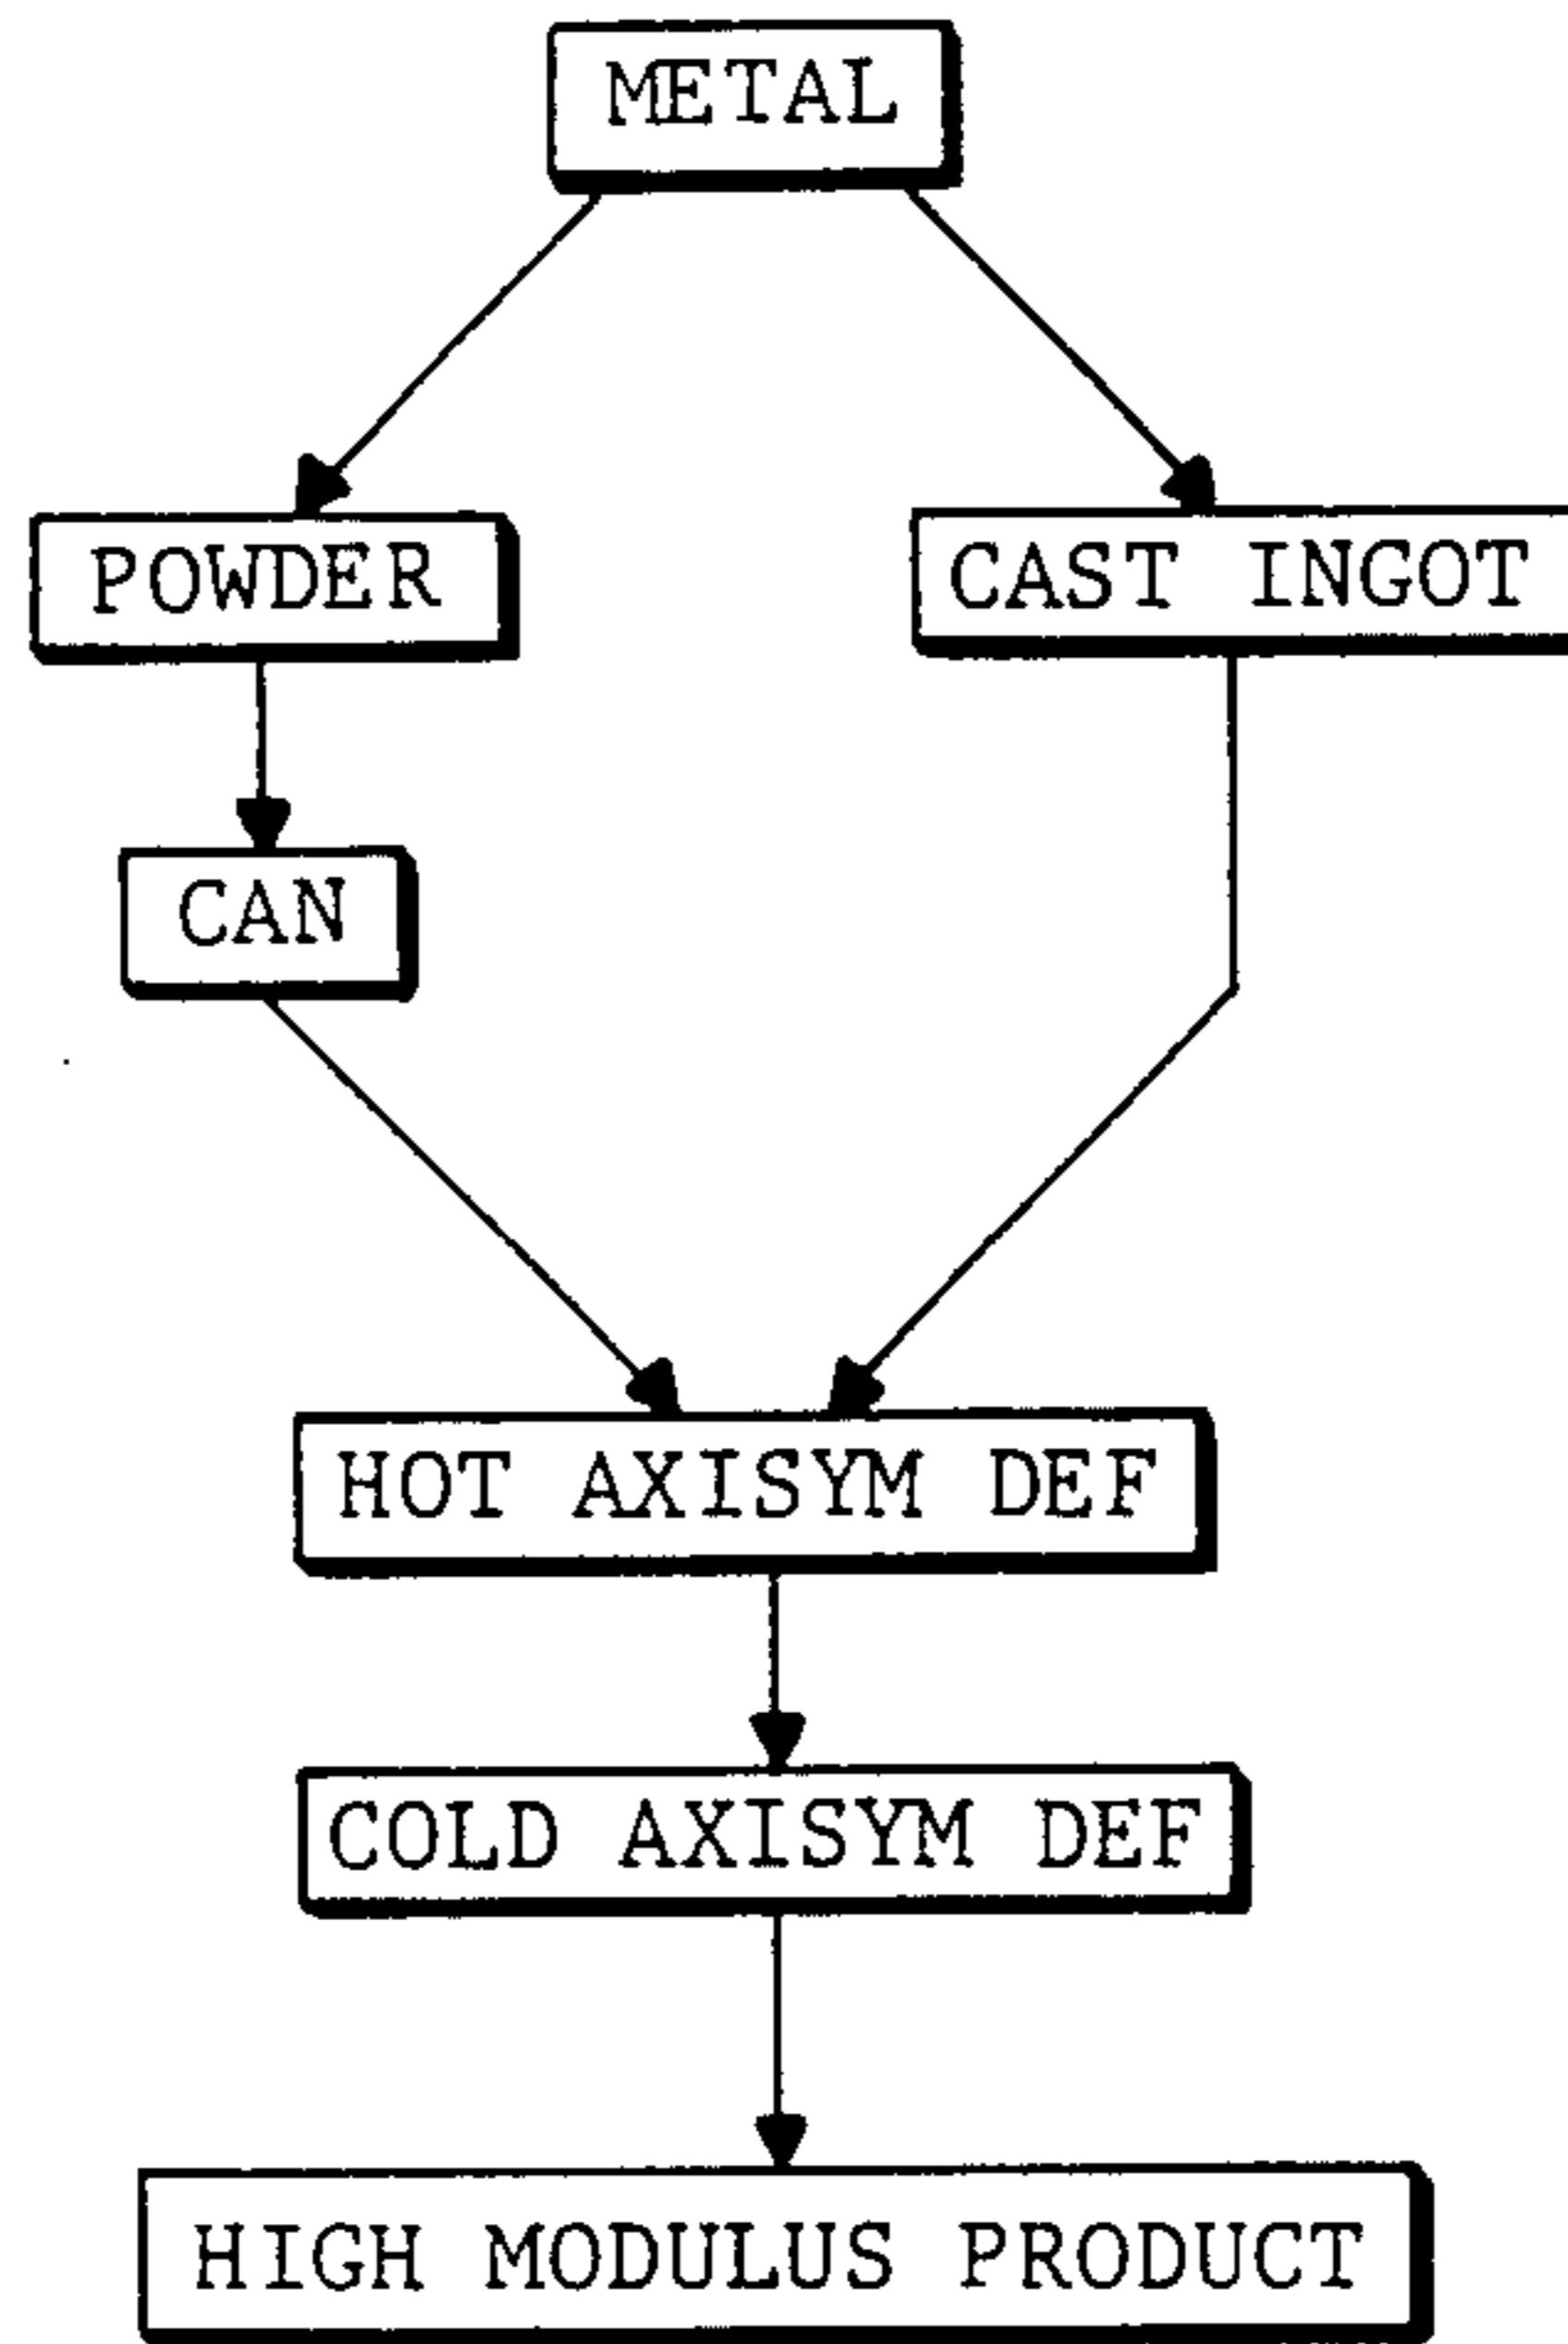 METAL
POWDER
CAST INGOT
CAN
HOT AXISYM DEF
COLD AXISYM DEF
HIGH MODULUS PRODUCT